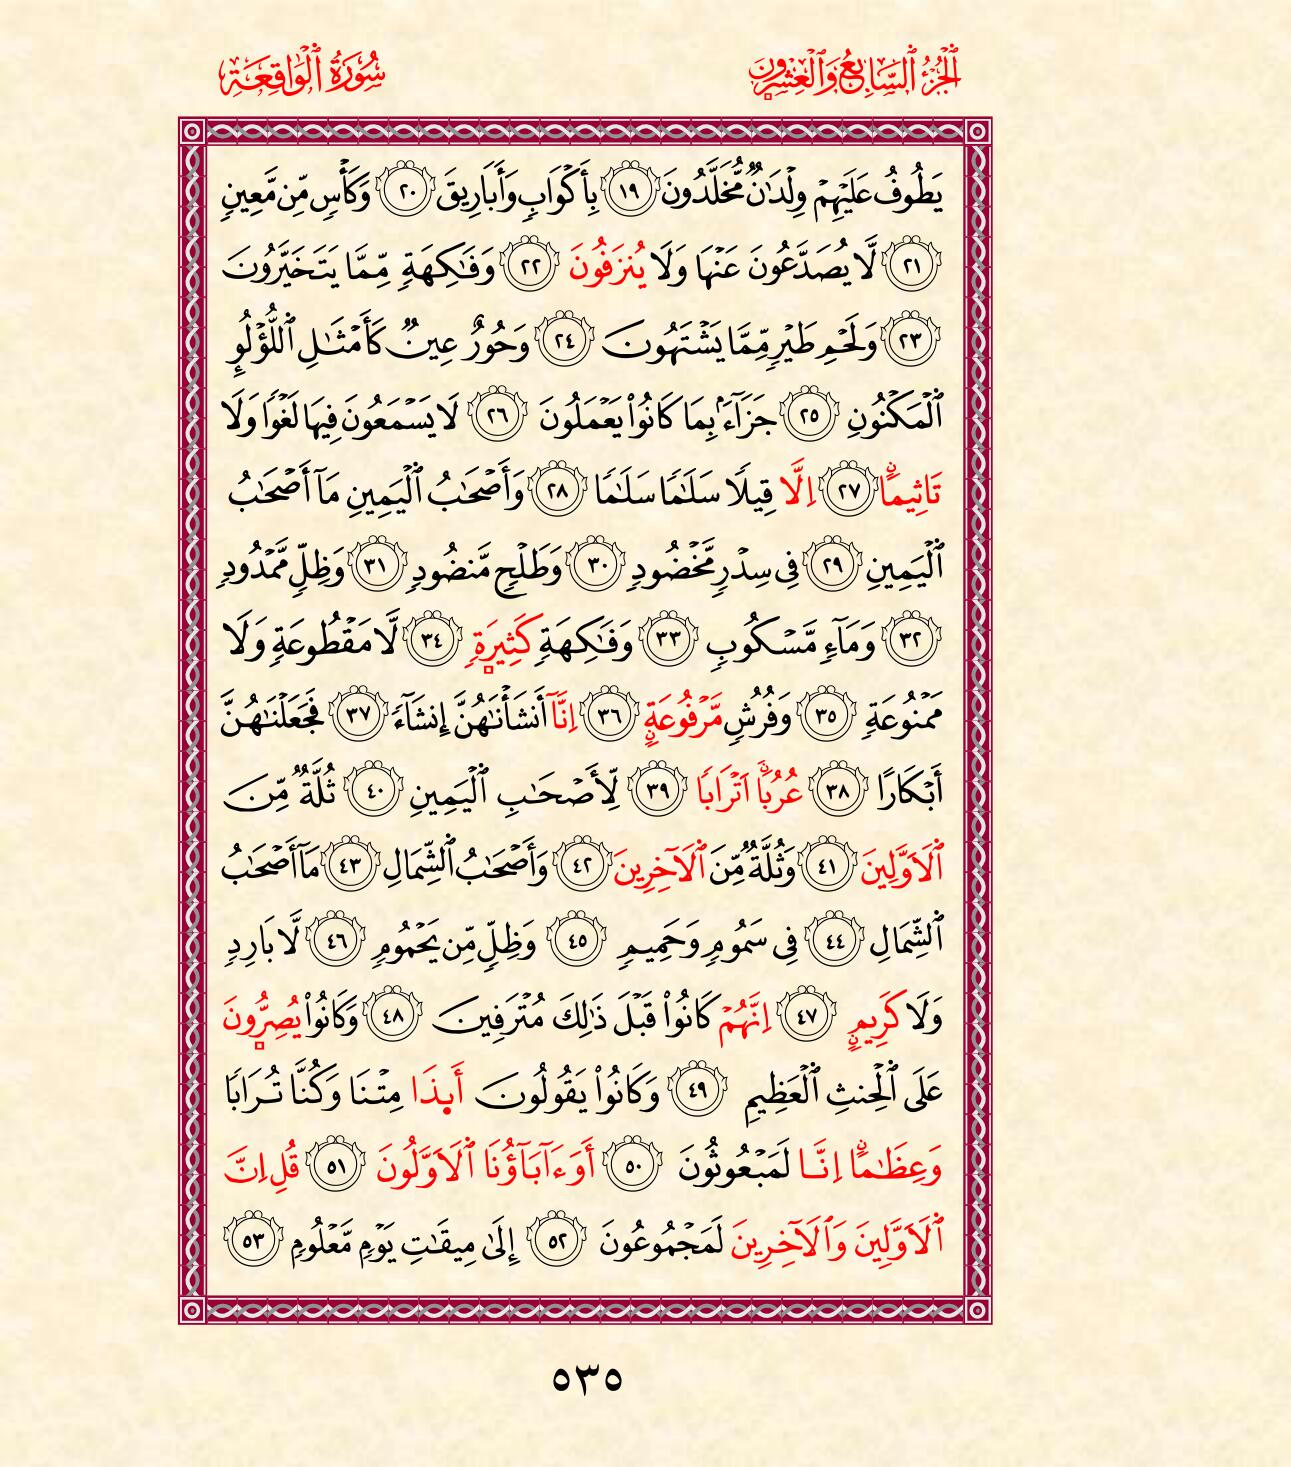 ٱلْجُزْءُ ٱلسَّابِعُ وَٱلْعِشْرُونَ
سُورَةُ ٱلْوَاقِعَةِ
يَطُوفُ عَلَيْهِمْ وِلْدَٰنٌ مُّخَلَّدُونَ ١٩ بِأَكْوَابٍ وَأَبَارِيقَ ٢٠ وَكَأْسٍ مِّن مَّعِينٍ
٢١ لَّا يُصَدَّعُونَ عَنْهَا وَلَا يُنزَفُونَ ٢٢ وَفَٰكِهَةٍ مِّمَّا يَتَخَيَّرُونَ
٢٣ وَلَحْمِ طَيْرٍ مِّمَّا يَشْتَهُونَ ٢٤ وَحُورٌ عِينٌ كَأَمْثَٰلِ ٱللُّؤْلُوِٕ
ٱلْمَكْنُونِ ٢٥ جَزَآءَۢ بِمَا كَانُواْ يَعْمَلُونَ ٢٦ لَا يَسْمَعُونَ فِيهَا لَغْوًا وَلَا
تَاثِيمًا ٢٧ اِلَّا قِيلًا سَلَٰمًا سَلَٰمًا ٢٨ وَأَصْحَٰبُ ٱلْيَمِينِ مَآ أَصْحَٰبُ
ٱلْيَمِينِ ٢٩ فِى سِدْرٍ مَّخْضُودٍ ٣٠ وَطَلْحٍ مَّنضُودٍ ٣١ وَظِلٍّ مَّمْدُودٍ
٣٢ وَمَآءٍ مَّسْكُوبٍ ٣٣ وَفَٰكِهَةٍ كَثِيرَةٍ ٣٤ لَّا مَقْطُوعَةٍ وَلَا
مَمْنُوعَةٍ ٣٥ وَفُرُشٍ مَّرْفُوعَةٍ ٣٦ اِنَّآ أَنشَأْنَٰهُنَّ إِنشَآءً ٣٧ فَجَعَلْنَٰهُنَّ
أَبْكَارًا ٣٨ عُرُبًا اَتْرَابًا ٣٩ لِّأَصْحَٰبِ ٱلْيَمِينِ ٤٠ ثُلَّةٌ مِّنَ
ٱلَاوَّلِينَ ٤١ وَثُلَّةٌ مِّنَ ٱلَاخِرِينَ ٤٢ وَأَصْحَٰبُ ٱلشِّمَالِ ٤٣ مَآ أَصْحَٰبُ
ٱلشِّمَالِ ٤٤ فِى سَمُومٍ وَحَمِيمٍ ٤٥ وَظِلٍّ مِّن يَحْمُومٍ ٤٦ لَّا بَارِدٍ
وَلَا كَرِيمٍ ٤٧ اِنَّهُمْ كَانُواْ قَبْلَ ذَٰلِكَ مُتْرَفِينَ ٤٨ وَكَانُواْ يُصِرُّونَ
عَلَى ٱلْحِنثِ ٱلْعَظِيمِ ٤٩ وَكَانُواْ يَقُولُونَ أَىِٕذَا مِتْنَا وَكُنَّا تُرَابًا
وَعِظَٰمًا اِنَّا لَمَبْعُوثُونَ ٥٠ أَوَءَابَآؤُنَا ٱلَاوَّلُونَ ٥١ قُلِ اِنَّ
ٱلَاوَّلِينَ وَٱلَاخِرِينَ لَمَجْمُوعُونَ ٥٢ إِلَىٰ مِيقَٰتِ يَوْمٍ مَّعْلُومٍ ٥٣
٥٣٥